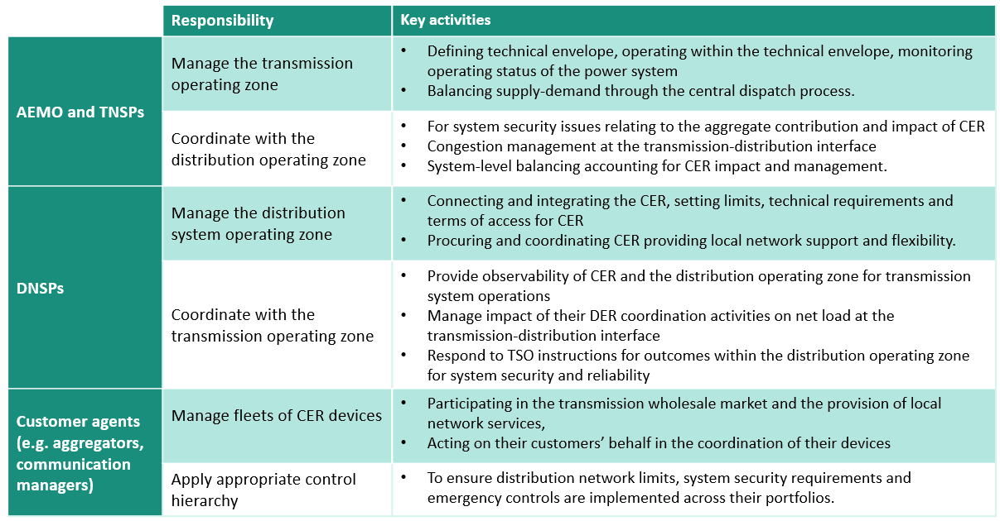 Responsibility
Key activities
AEMO and TNSPs
Manage the transmission
operating zone
• Defining technical envelope, operating within the technical envelope, monitoring
operating status of the power system
• Balancing supply-demand through the central dispatch process.
Coordinate with the
distribution operating zone
• For system security issues relating to the aggregate contribution and impact of CER
• Congestion management at the transmission-distribution interface
• System-level balancing accounting for CER impact and management.
DNSPs
Manage the distribution
system operating zone
• Connecting and integrating the CER, setting limits, technical requirements and
terms of access for CER
• Procuring and coordinating CER providing local network support and flexibility.
Coordinate with the
transmission operating zone
• Provide observability of CER and the distribution operating zone for transmission
system operations
• Manage impact of their DER coordination activities on net load at the
transmission-distribution interface
• Respond to TSO instructions for outcomes within the distribution operating zone
for system security and reliability
Customer agents
(e.g. aggregators,
communication
managers)
Manage fleets of CER devices
• Participating in the transmission wholesale market and the provision of local
network services,
• Acting on their customers’ behalf in the coordination of their devices
Apply appropriate control
hierarchy
• To ensure distribution network limits, system security requirements and
emergency controls are implemented across their portfolios.